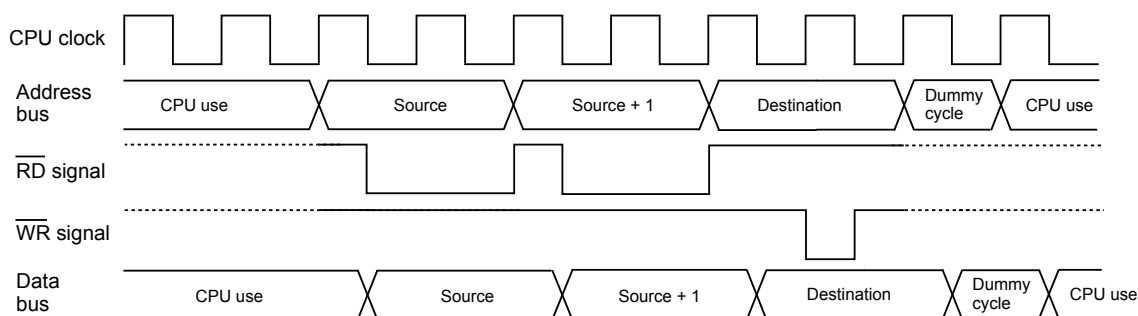 CPU clock
Address
bus
CPU use
Source
Source + 1
Destination
Dummy
cycle
CPU use
RD signal
WR signal
Data
bus
CPU use
Source
Source + 1
Destination
Dummy
cycle
CPU use